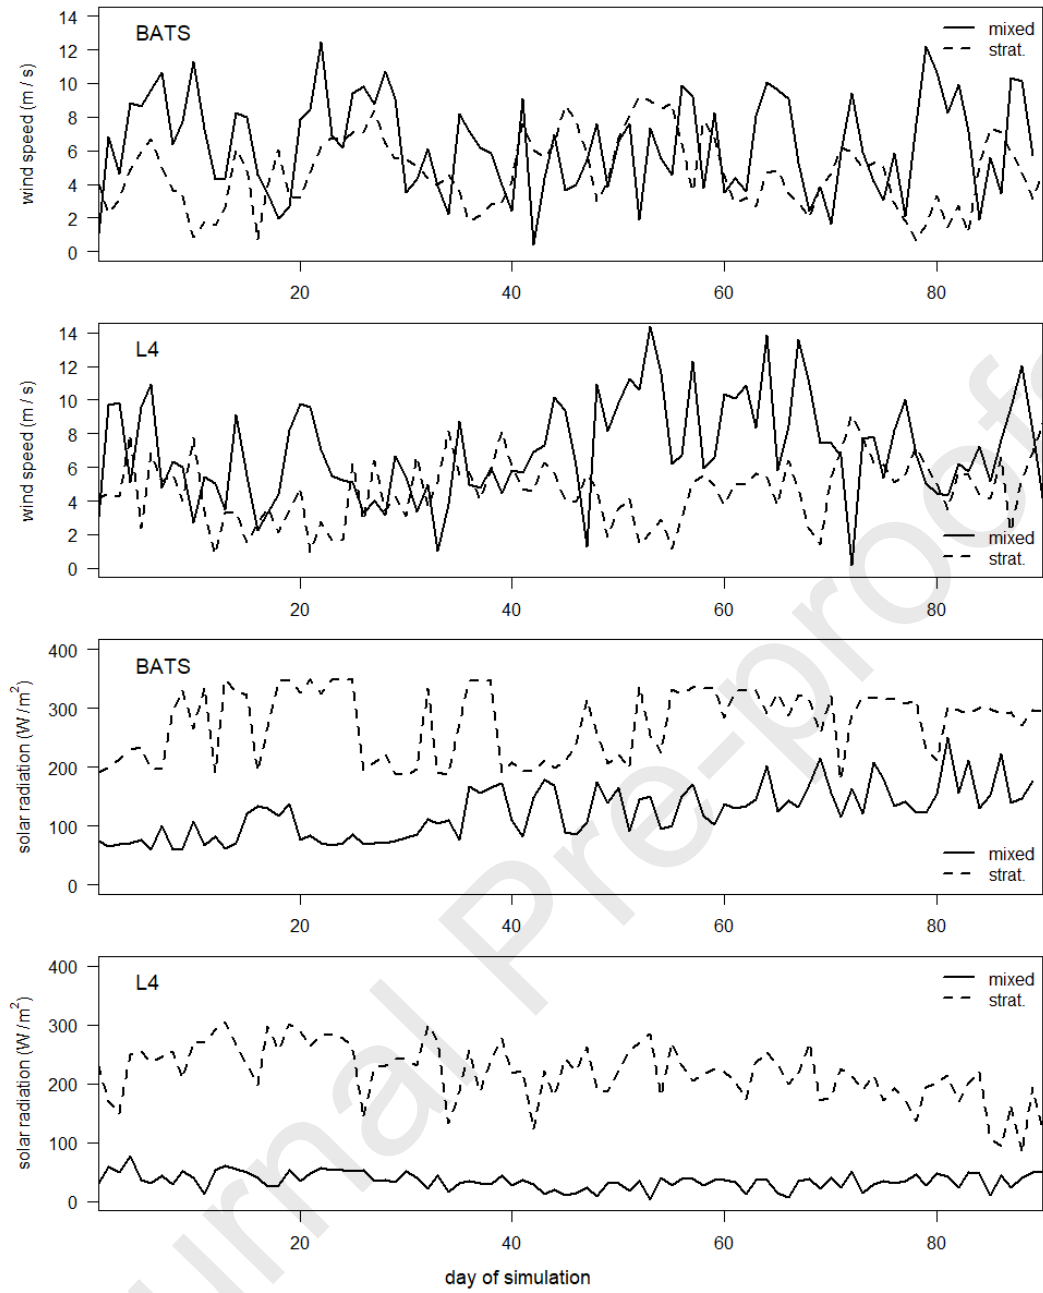 BATS
mixed
strat.
wind speed (m / s)
14
12
10
8
6
4
2
0
20 40 60 80
L4
wind speed (m / s)
14
12
10
8
6
4
2
0
mixed
strat.
20 40 60 80
BATS
solar radiation (W / m²)
400
300
200
100
0
mixed
strat.
20 40 60 80
L4
mixed
strat.
solar radiation (W / m²)
400
300
200
100
0
20 40 60 80
day of simulation
urnal Pre-proofs